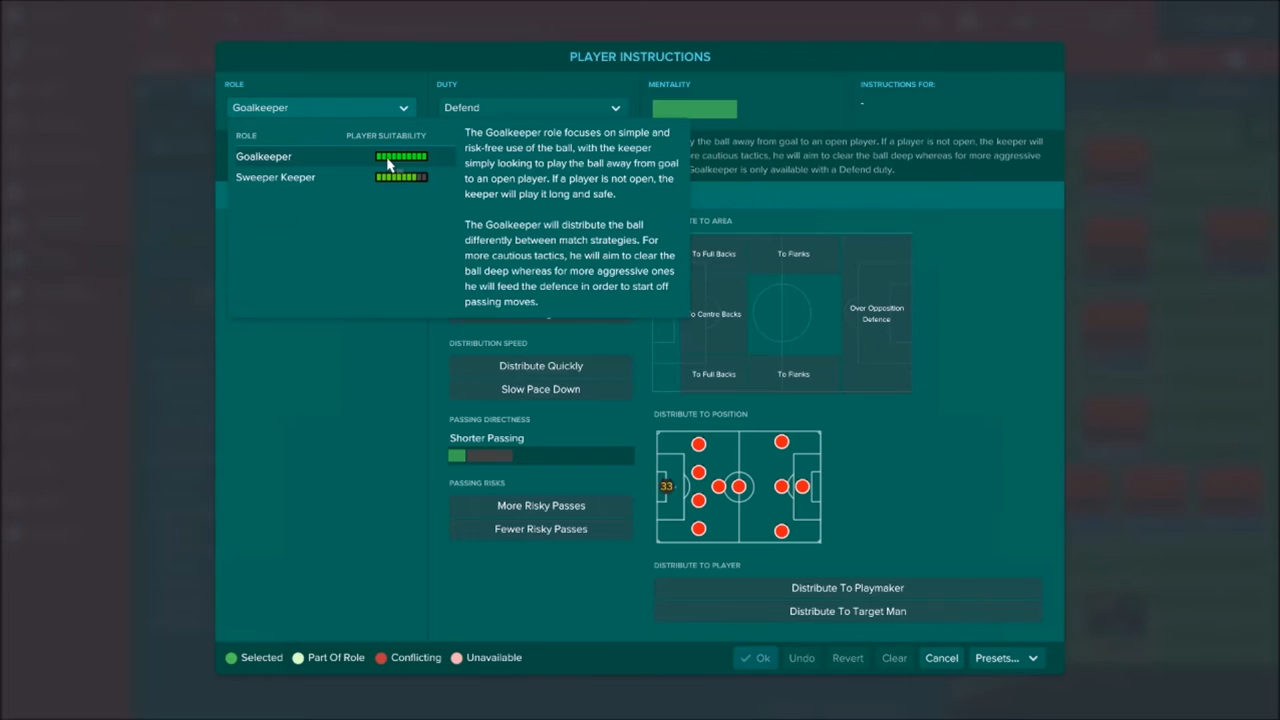 PLAYER INSTRUCTIONS
ROLE
DUTY
MENTALITY
INSTRUCTIONS FOR:
Goalkeeper
Defend
-
ROLE
PLAYER SUITABILITY
Goalkeeper
Sweeper Keeper
The Goalkeeper role focuses on simple and
risk-free use of the ball, with the keeper
simply looking to play the ball away from goal
to an open player. If a player is not open, the
keeper will play it long and safe.
The Goalkeeper will distribute the ball
differently between match strategies. For
more cautious tactics, he will aim to clear the
ball deep whereas for more aggressive ones
he will feed the defence in order to start off
passing moves.
y the ball away from goal to an open player. If a player is not open, the keeper
cautious tactics, he will aim to clear the ball deep whereas for more aggressive
Goalkeeper is only available with a Defend duty.
TE TO AREA
To Full Backs
To Flanks
o Centre Backs
Over Opposition
Defence
To Full Backs
To Flanks
DISTRIBUTION SPEED
Distribute Quickly
Slow Pace Down
PASSING DIRECTNESS
Shorter Passing
PASSING RISKS
More Risky Passes
Fewer Risky Passes
DISTRIBUTE TO POSITION
33
DISTRIBUTE TO PLAYER
Distribute To Playmaker
Distribute To Target Man
Selected
Part Of Role
Conflicting
Unavailable
Ok
Undo
Revert
Clear
Cancel
Presets...